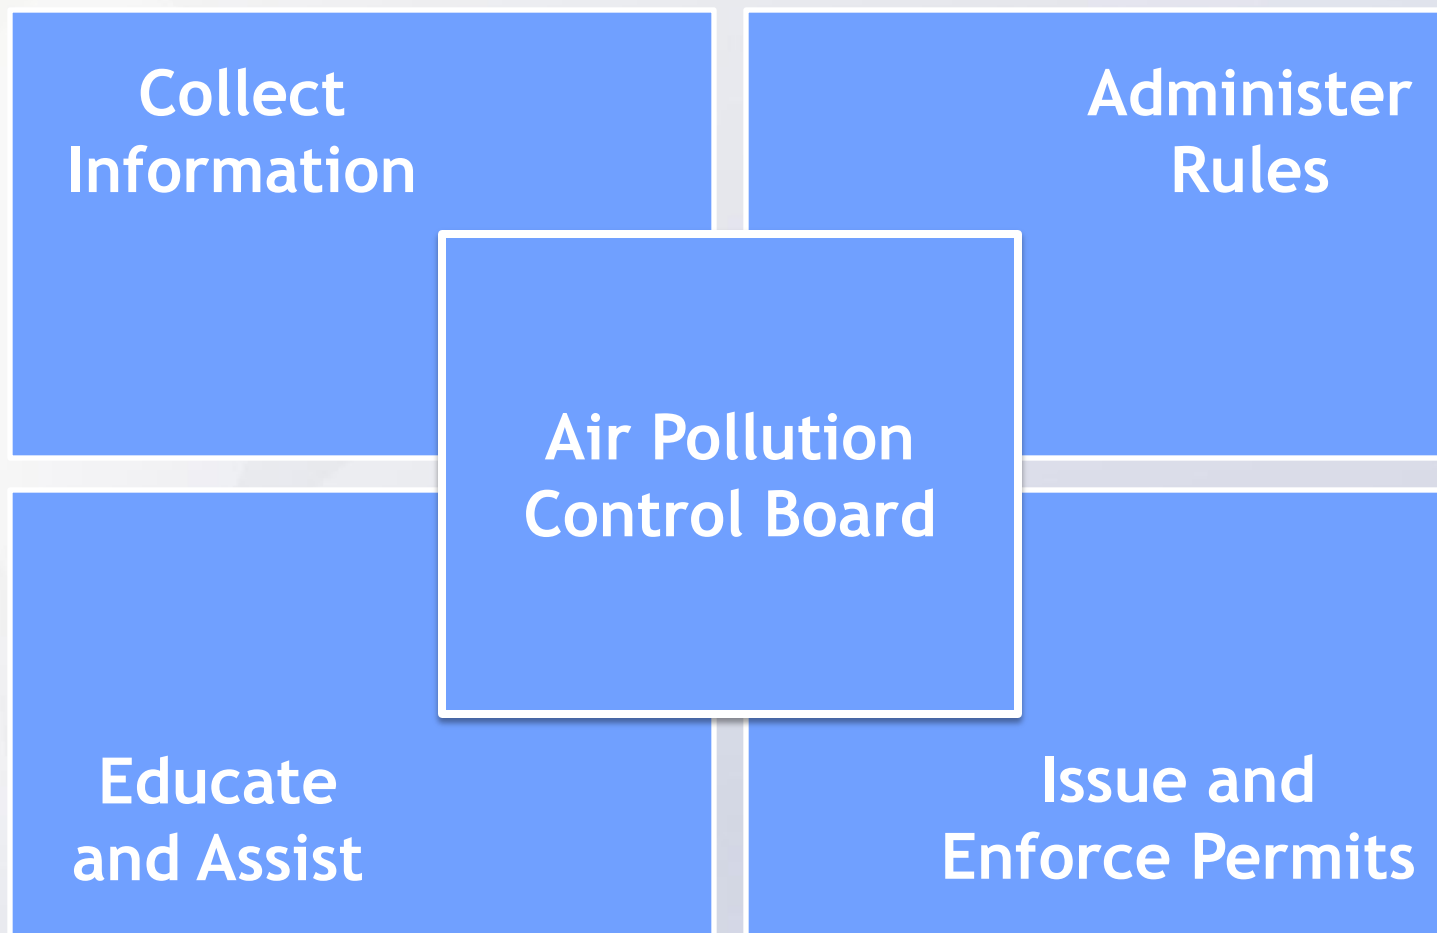 Collect
Information
Administer
Rules
Air Pollution
Control Board
Educate
and Assist
Issue and
Enforce Permits